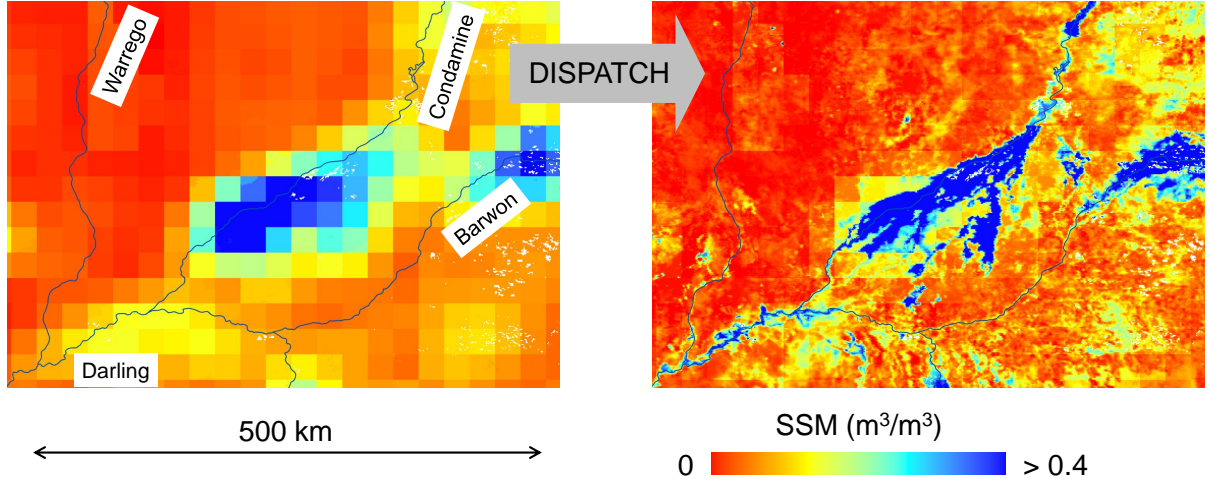 Warrego
Condamine
DISPATCH
Barwon
Darling
500 km
SSM (m³/m³)
0
> 0.4